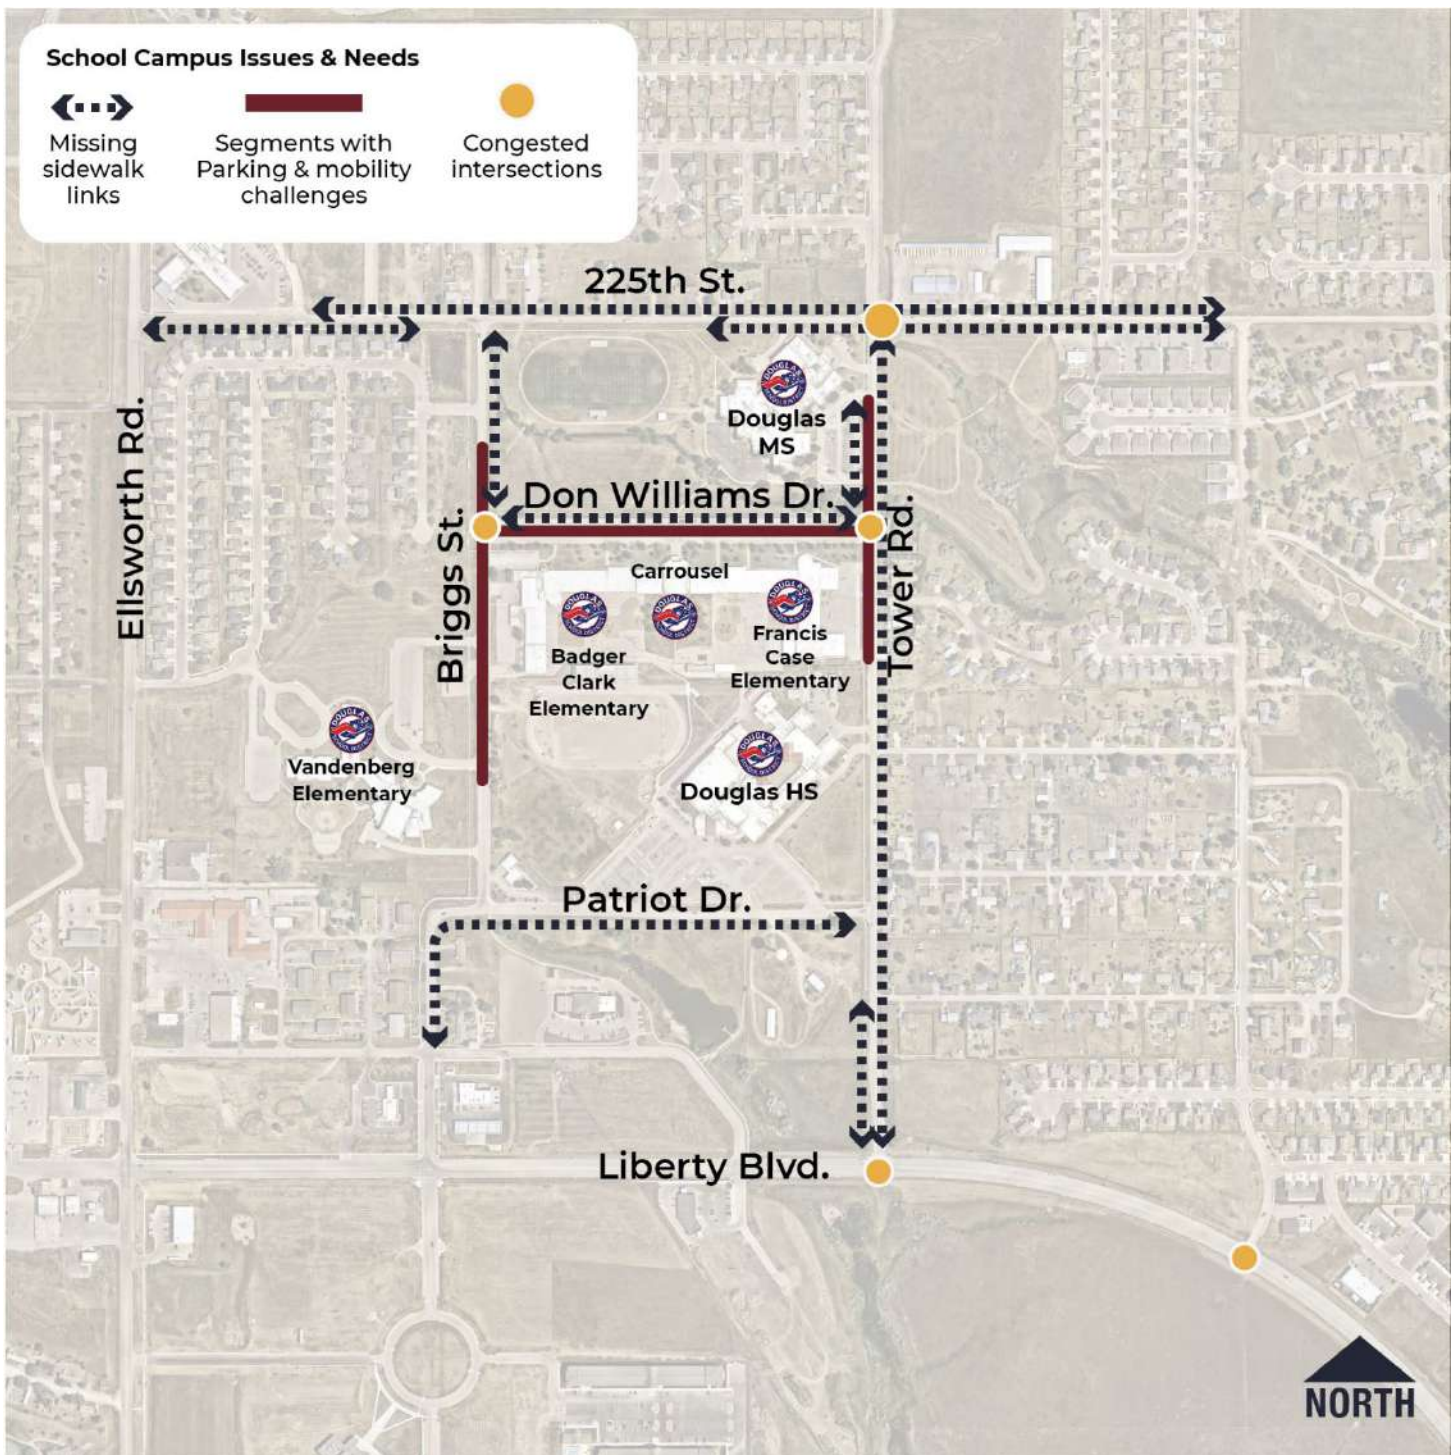 School Campus Issues & Needs
Missing
sidewalk
links
Segments with
Parking & mobility
challenges
Congested
intersections
225th St.
Ellsworth Rd.
Douglas
MS
Don Williams Dr.
Briggs St.
Tower Rd.
Carrousel
Badger
Clark
Elementary
Francis
Case
Elementary
Vandenberg
Elementary
Douglas HS
Patriot Dr.
Liberty Blvd.
NORTH